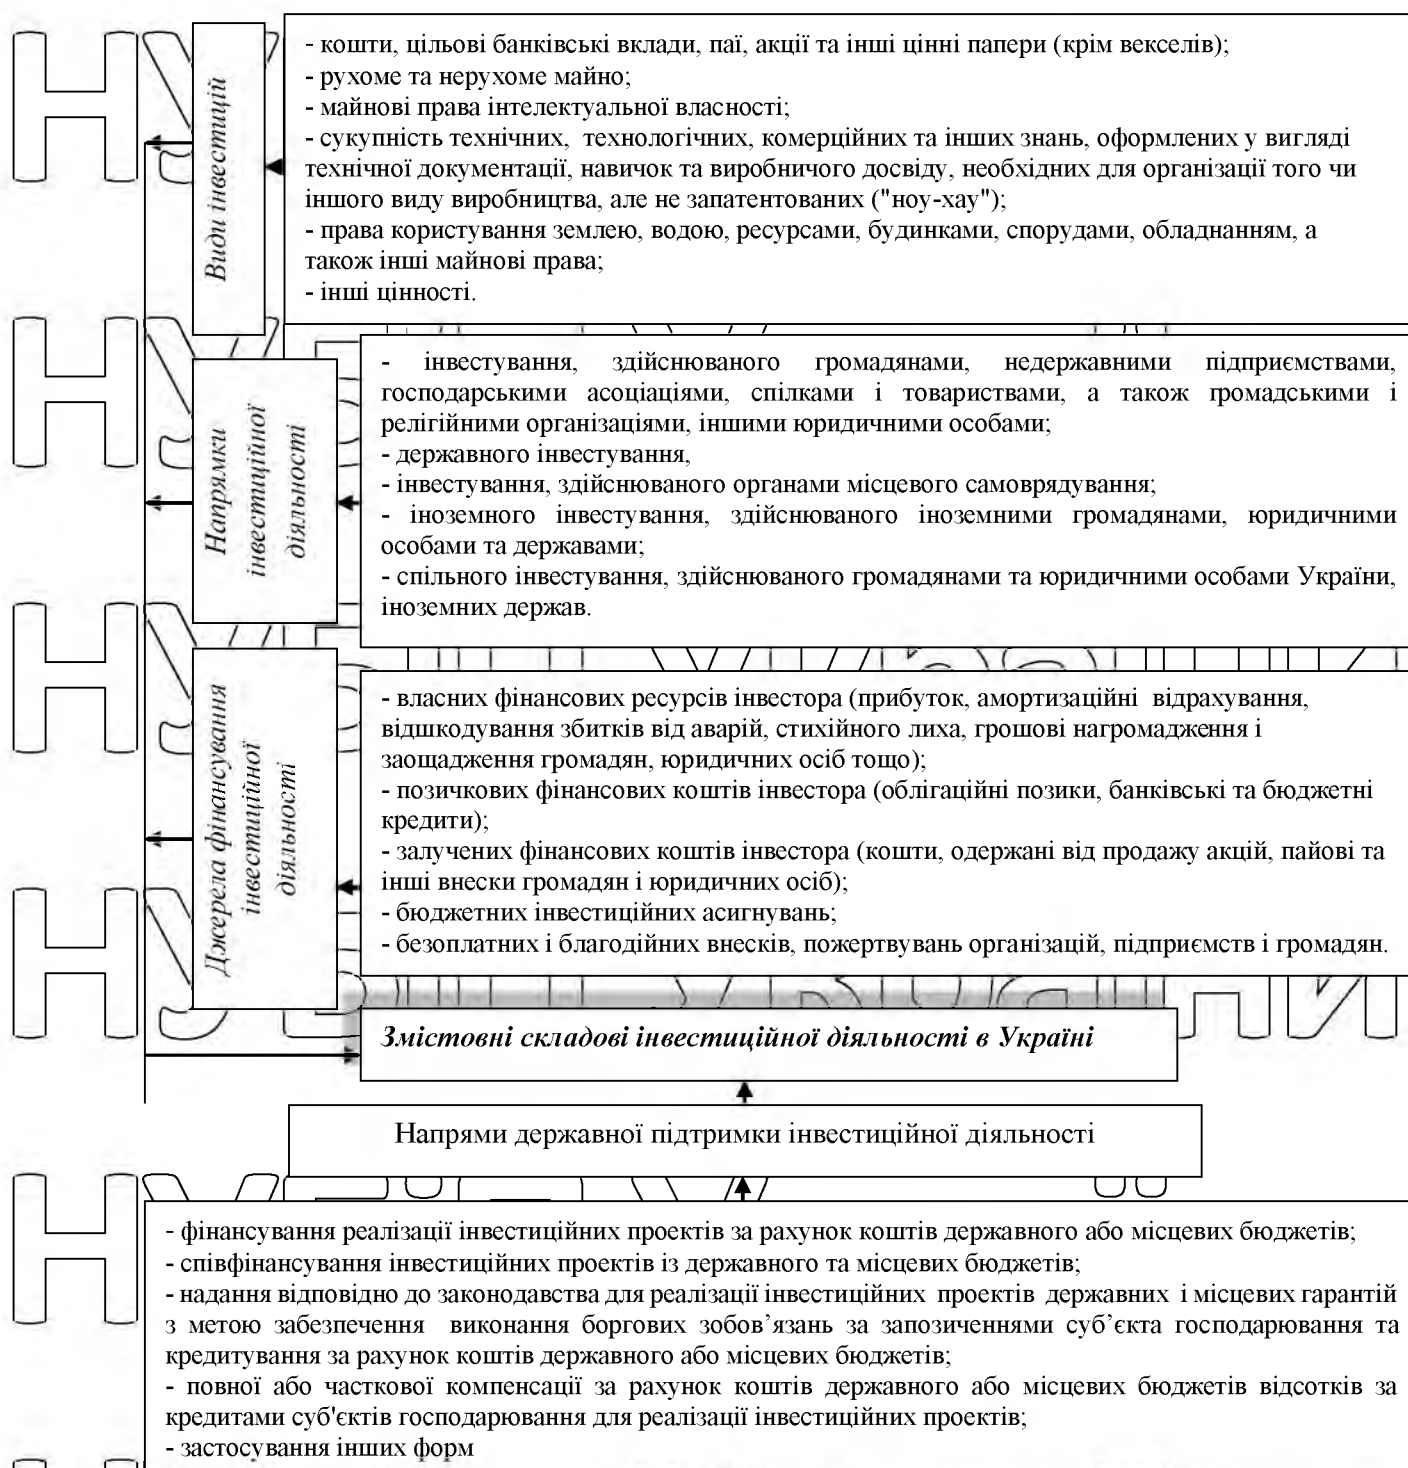 Види інвестицій
- кошти, цільові банківські вклади, паї, акції та інші цінні папери (крім векселів);
- рухоме та нерухоме майно;
- майнові права інтелектуальної власності;
- сукупність технічних, технологічних, комерційних та інших знань, оформлених у вигляді
технічної документації, навичок та виробничого досвіду, необхідних для організації того чи
іншого виду виробництва, але не запатентованих ("ноу-хау");
- права користування землею, водою, ресурсами, будинками, спорудами, обладнанням, а
також інші майнові права;
- інші цінності.
Напрямки
інвестиційної
діяльності
- інвестування, здійснюваного громадянами, недержавними підприємствами,
господарськими асоціаціями, спілками і товариствами, а також громадськими і
релігійними організаціями, іншими юридичними особами;
- державного інвестування,
- інвестування, здійснюваного органами місцевого самоврядування;
- іноземного інвестування, здійснюваного іноземними громадянами, юридичними
особами та державами;
- спільного інвестування, здійснюваного громадянами та юридичними особами України,
іноземних держав.
Джерела фінансування
інвестиційної
діяльності
- власних фінансових ресурсів інвестора (прибуток, амортизаційні відрахування,
відшкодування збитків від аварій, стихійного лиха, грошові нагромадження і
заощадження громадян, юридичних осіб тощо);
- позичкових фінансових коштів інвестора (облігаційні позики, банківські та бюджетні
кредити);
- залучених фінансових коштів інвестора (кошти, одержані від продажу акцій, пайові та
інші внески громадян і юридичних осіб);
- бюджетних інвестиційних асигнувань;
- безоплатних і благодійних внесків, пожертвувань організацій, підприємств і громадян.
Змістовні складові інвестиційної діяльності в Україні
Напрями державної підтримки інвестиційної діяльності
- фінансування реалізації інвестиційних проектів за рахунок коштів державного або місцевих бюджетів;
- співфінансування інвестиційних проектів із державного та місцевих бюджетів;
- надання відповідно до законодавства для реалізації інвестиційних проектів державних і місцевих гарантій
з метою забезпечення виконання боргових зобов’язань за запозиченнями суб’єкта господарювання та
кредитування за рахунок коштів державного або місцевих бюджетів;
- повної або часткової компенсації за рахунок коштів державного або місцевих бюджетів відсотків за
кредитами суб'єктів господарювання для реалізації інвестиційних проектів;
- застосування інших форм